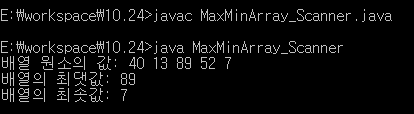 E:₩workspace₩10.24>javac MaxMinArray_Scanner.java
E:₩workspace₩10.24>java MaxMinArray_Scanner
배열 원소의 값: 40 13 89 52 7
배열의 최댓값: 89
배열의 최솟값: 7